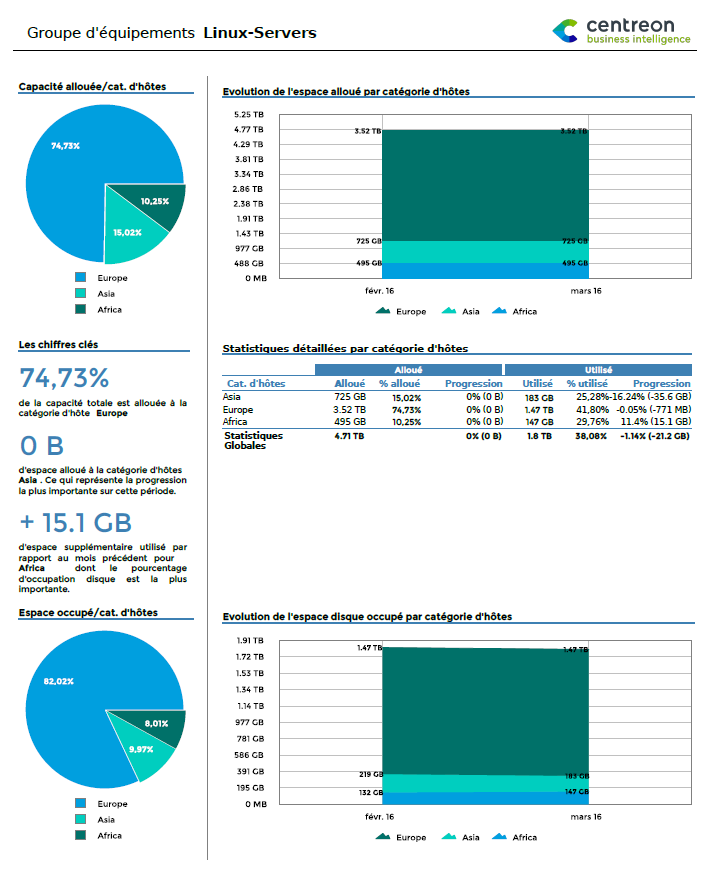 Groupe d'équipements Linux-Servers
centreon
business intelligence
Capacité allouée/cat. d'hôtes
74,73%
10,25%
15,02%
Europe
Asia
Africa
Evolution de l'espace alloué par catégorie d'hôtes
5.25 TB
4.77 TB
4.29 TB
3.81 TB
3.34 TB
2.86 TB
2.38 TB
1.91 TB
1.43 TB
977 GB
488 GB
0 MB
3.52 TB
3.52 TB
725 GB
725 GB
495 GB
495 GB
févr. 16
mars 16
Europe
Asia
Africa
Les chiffres clés
74,73%
de la capacité totale est allouée à la
catégorie d'hôte Europe
0 B
d'espace alloué à la catégorie d'hôtes
Asia . Ce qui représente la progression
la plus importante sur cette période.
+ 15.1 GB
d'espace supplémentaire utilisé par
rapport au mois précédent pour
Africa dont le pourcentage
d'occupation disque est la plus
importante.
Statistiques détaillées par catégorie d'hôtes
Alloué
Utilisé
Cat. d'hôtes Alloué % alloué Progression Utilisé % utilisé Progression
Asia 725 GB 15,02% 0% (0 B) 183 GB 25,28% -16.24% (-35.6 GB)
Europe 3.52 TB 74,73% 0% (0 B) 1.47 TB 41,80% -0.05% (-771 MB)
Africa 495 GB 10,25% 0% (0 B) 147 GB 29,76% 11.4% (15.1 GB)
Statistiques
Globales
4.71 TB 0% (0 B) 1.8 TB 38,08% -1.14% (-21.2 GB)
Espace occupé/cat. d'hôtes
82,02%
8,01%
9,97%
Europe
Asia
Africa
Evolution de l'espace disque occupé par catégorie d'hôtes
1.91 TB
1.72 TB
1.53 TB
1.34 TB
1.14 TB
977 GB
781 GB
586 GB
391 GB
195 GB
0 MB
1.47 TB
1.47 TB
219 GB
183 GB
132 GB
147 GB
févr. 16
mars 16
Europe
Asia
Africa